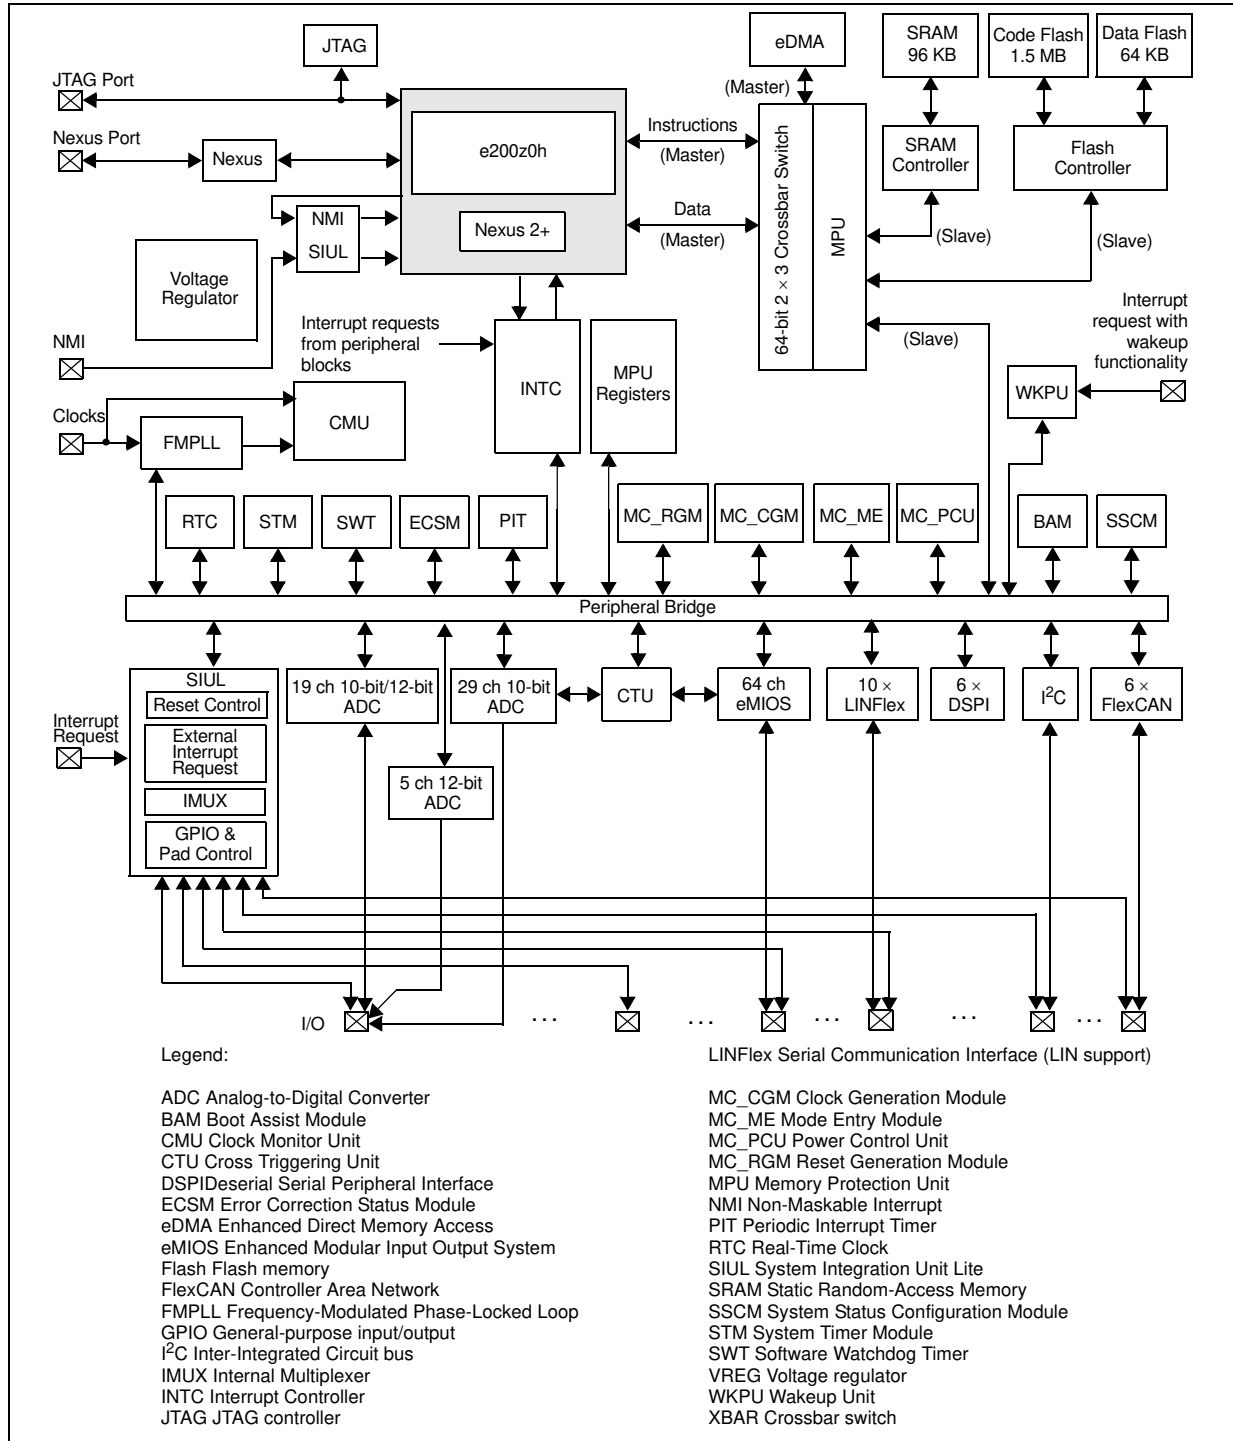 JTAG
eDMA
SRAM
96 KB
Code Flash
1.5 MB
Data Flash
64 KB
JTAG Port
(Master)
Nexus Port
Nexus
e200z0h
Instructions
(Master)
SRAM
Controller
Flash
Controller
64-bit 2 × 3 Crossbar Switch
MPU
NMI
SIUL
Nexus 2+
Data
(Master)
(Slave)
(Slave)
Voltage
Regulator
Interrupt
request with
wakeup
functionality
NMI
Interrupt requests
from peripheral
blocks
INTC
MPU
Registers
(Slave)
WKPU
Clocks
FMPLL
CMU
RTC
STM
SWT
ECSM
PIT
MC_RGM
MC_CGM
MC_ME
MC_PCU
BAM
SSCM
Peripheral Bridge
SIUL
Reset Control
External
Interrupt
Request
IMUX
GPIO &
Pad Control
Interrupt
Request
19 ch 10-bit/12-bit
ADC
29 ch 10-bit
ADC
CTU
64 ch
eMIOS
10 ×
LINFlex
6 ×
DSPI
I²C
6 ×
FlexCAN
5 ch 12-bit
ADC
I/O
. . .
. . .
. . .
. . .
. . .
Legend:
ADC Analog-to-Digital Converter
BAM Boot Assist Module
CMU Clock Monitor Unit
CTU Cross Triggering Unit
DSPIDeserial Serial Peripheral Interface
ECSM Error Correction Status Module
eDMA Enhanced Direct Memory Access
eMIOS Enhanced Modular Input Output System
Flash Flash memory
FlexCAN Controller Area Network
FMPLL Frequency-Modulated Phase-Locked Loop
GPIO General-purpose input/output
I²C Inter-Integrated Circuit bus
IMUX Internal Multiplexer
INTC Interrupt Controller
JTAG JTAG controller
LINFlex Serial Communication Interface (LIN support)
MC_CGM Clock Generation Module
MC_ME Mode Entry Module
MC_PCU Power Control Unit
MC_RGM Reset Generation Module
MPU Memory Protection Unit
NMI Non-Maskable Interrupt
PIT Periodic Interrupt Timer
RTC Real-Time Clock
SIUL System Integration Unit Lite
SRAM Static Random-Access Memory
SSCM System Status Configuration Module
STM System Timer Module
SWT Software Watchdog Timer
VREG Voltage regulator
WKPU Wakeup Unit
XBAR Crossbar switch